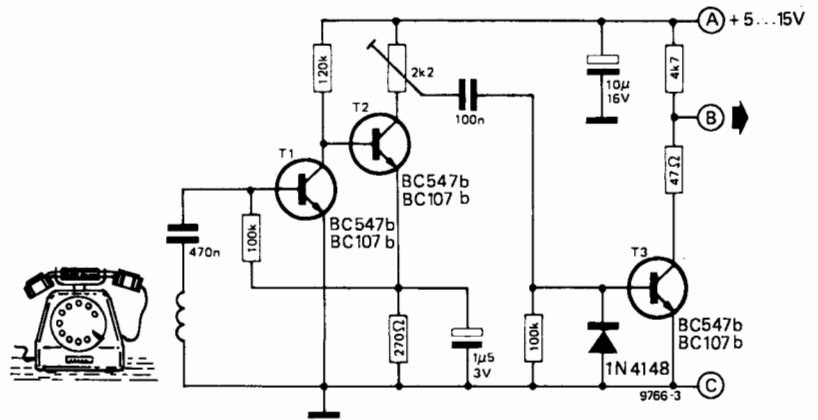 A + 5...15V
120k
2k2
10µ
16V
4k7
T2
100n
B
T1
47Ω
BC547b
BC107 b
BC547b
BC107 b
470n
100k
T3
270Ω
1µ5
3V
100k
1N4148
BC547b
BC107 b
9766-3
C